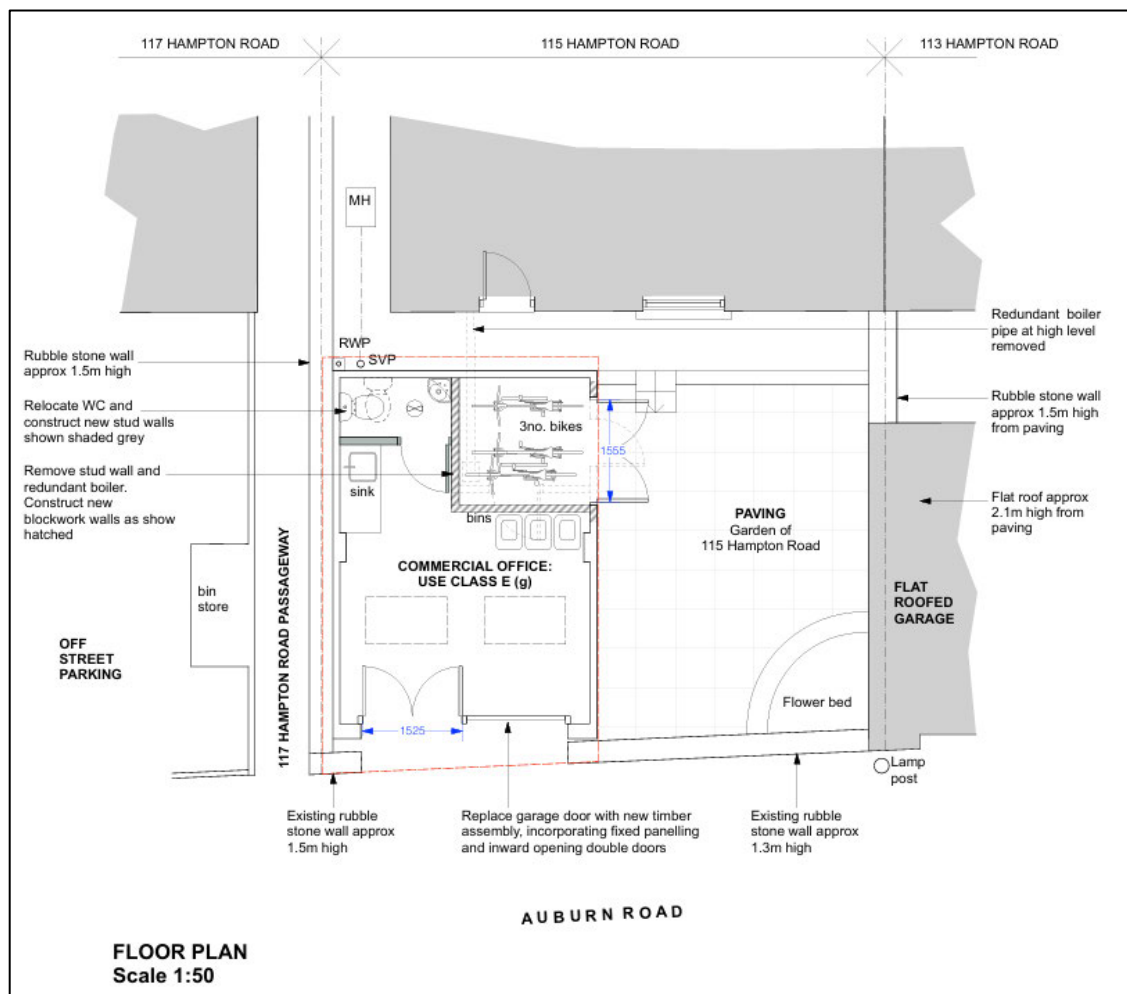 117 HAMPTON ROAD
115 HAMPTON ROAD
113 HAMPTON ROAD
MH
RWP
SVP
Rubble stone wall
approx 1.5m high
Relocate WC and
construct new stud walls
shown shaded grey
Remove stud wall and
redundant boiler.
Construct new
blockwork walls as show
hatched
Redundant boiler
pipe at high level
removed
Rubble stone wall
approx 1.5m high
from paving
Flat roof approx
2.1m high from
paving
3no. bikes
1555
sink
bins
PAVING
Garden of
115 Hampton Road
COMMERCIAL OFFICE:
USE CLASS E (g)
bin
store
OFF
STREET
PARKING
117 HAMPTON ROAD PASSAGEWAY
FLAT
ROOFED
GARAGE
Flower bed
1525
Lamp
post
Existing rubble
stone wall approx
1.5m high
Replace garage door with new timber
assembly, incorporating fixed panelling
and inward opening double doors
Existing rubble
stone wall approx
1.3m high
AUBURN ROAD
FLOOR PLAN
Scale 1:50